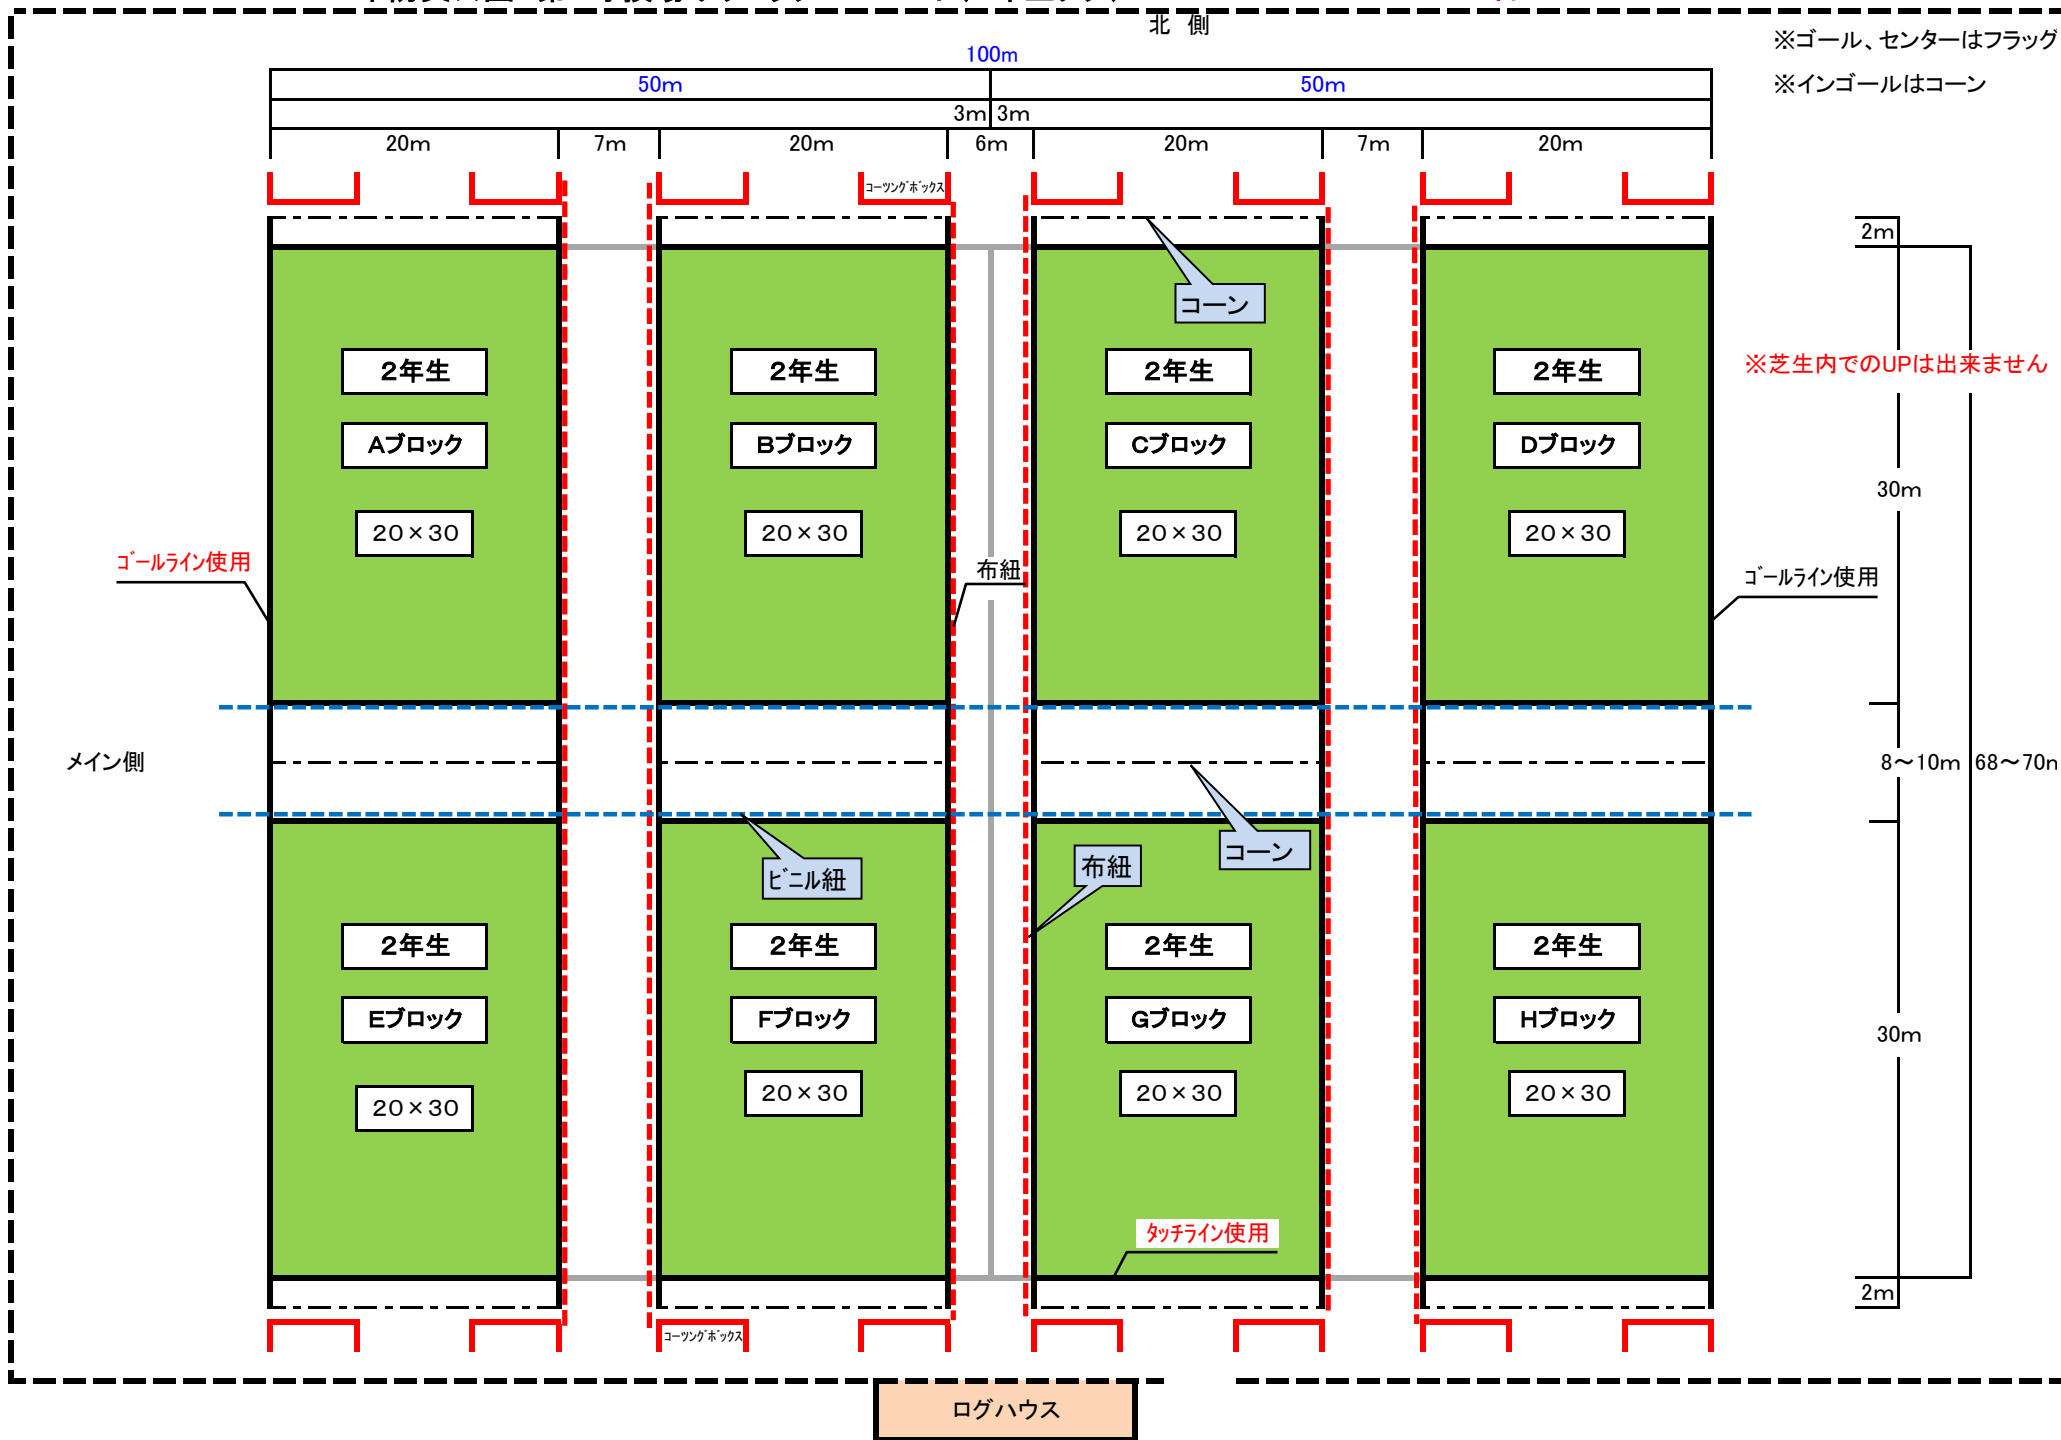 北 側
※ゴール、センターはフラッグ
100m
50m
50m
※インゴールはコーン
3m
3m
20m
7m
20m
6m
20m
7m
20m
コーツングボックス
2m
コーン
2年生
2年生
2年生
2年生
※芝生内でのUPは出来ません
Aブロック
Bブロック
Cブロック
Dブロック
30m
20×30
20×30
20×30
20×30
ゴールライン使用
布紐
ゴールライン使用
メイン側
8～10m
68～70m
コーン
布紐
ビニル紐
2年生
2年生
2年生
2年生
Eブロック
Fブロック
Gブロック
Hブロック
30m
20×30
20×30
20×30
20×30
タッチライン使用
2m
コーツングボックス
ログハウス